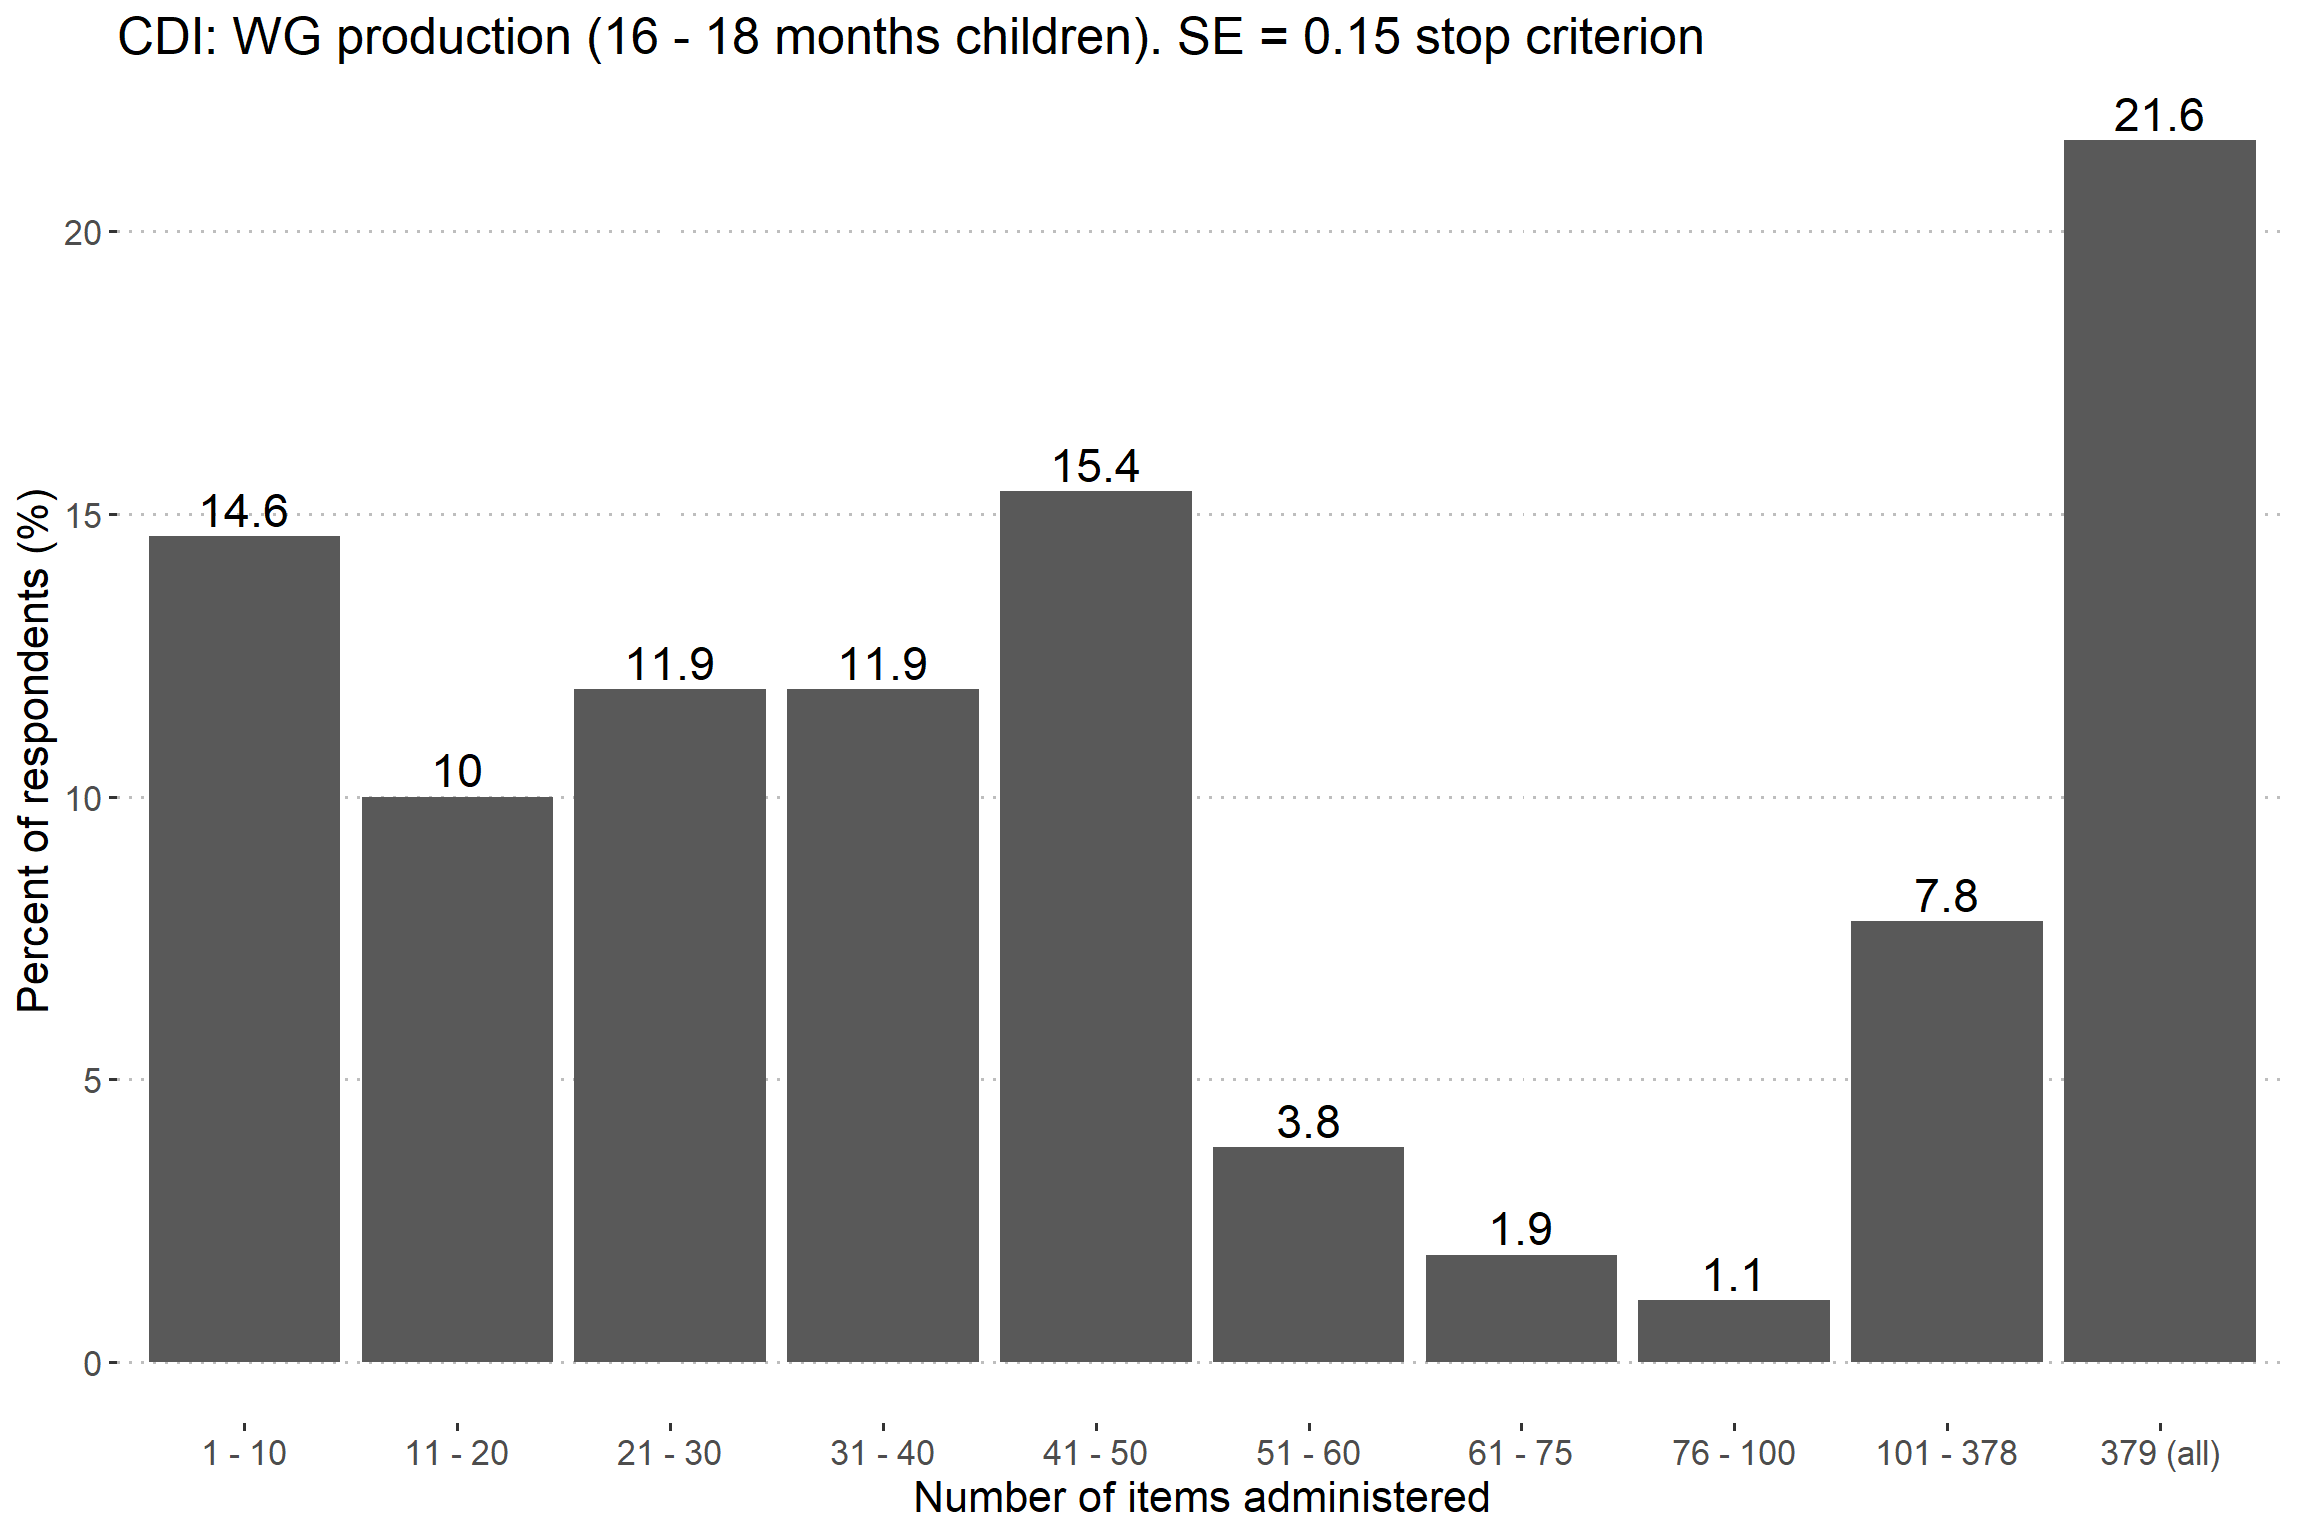 CDI: WG production (16 - 18 months children). SE = 0.15 stop criterion
Percent of respondents (%)
20
15
10
5
0
14.6
10
11.9
11.9
15.4
3.8
1.9
1.1
7.8
21.6
1 - 10
11 - 20
21 - 30
31 - 40
41 - 50
51 - 60
61 - 75
76 - 100
101 - 378
379 (all)
Number of items administered